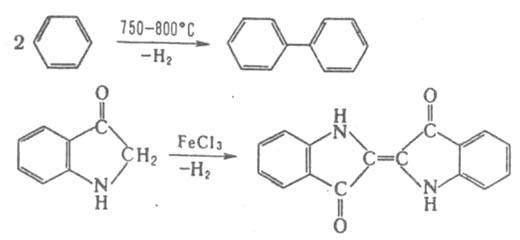 2 750–800°C
–H₂
O
CH₂ FeCl₃
–H₂
N
H
H
N O
C=C
O N
H